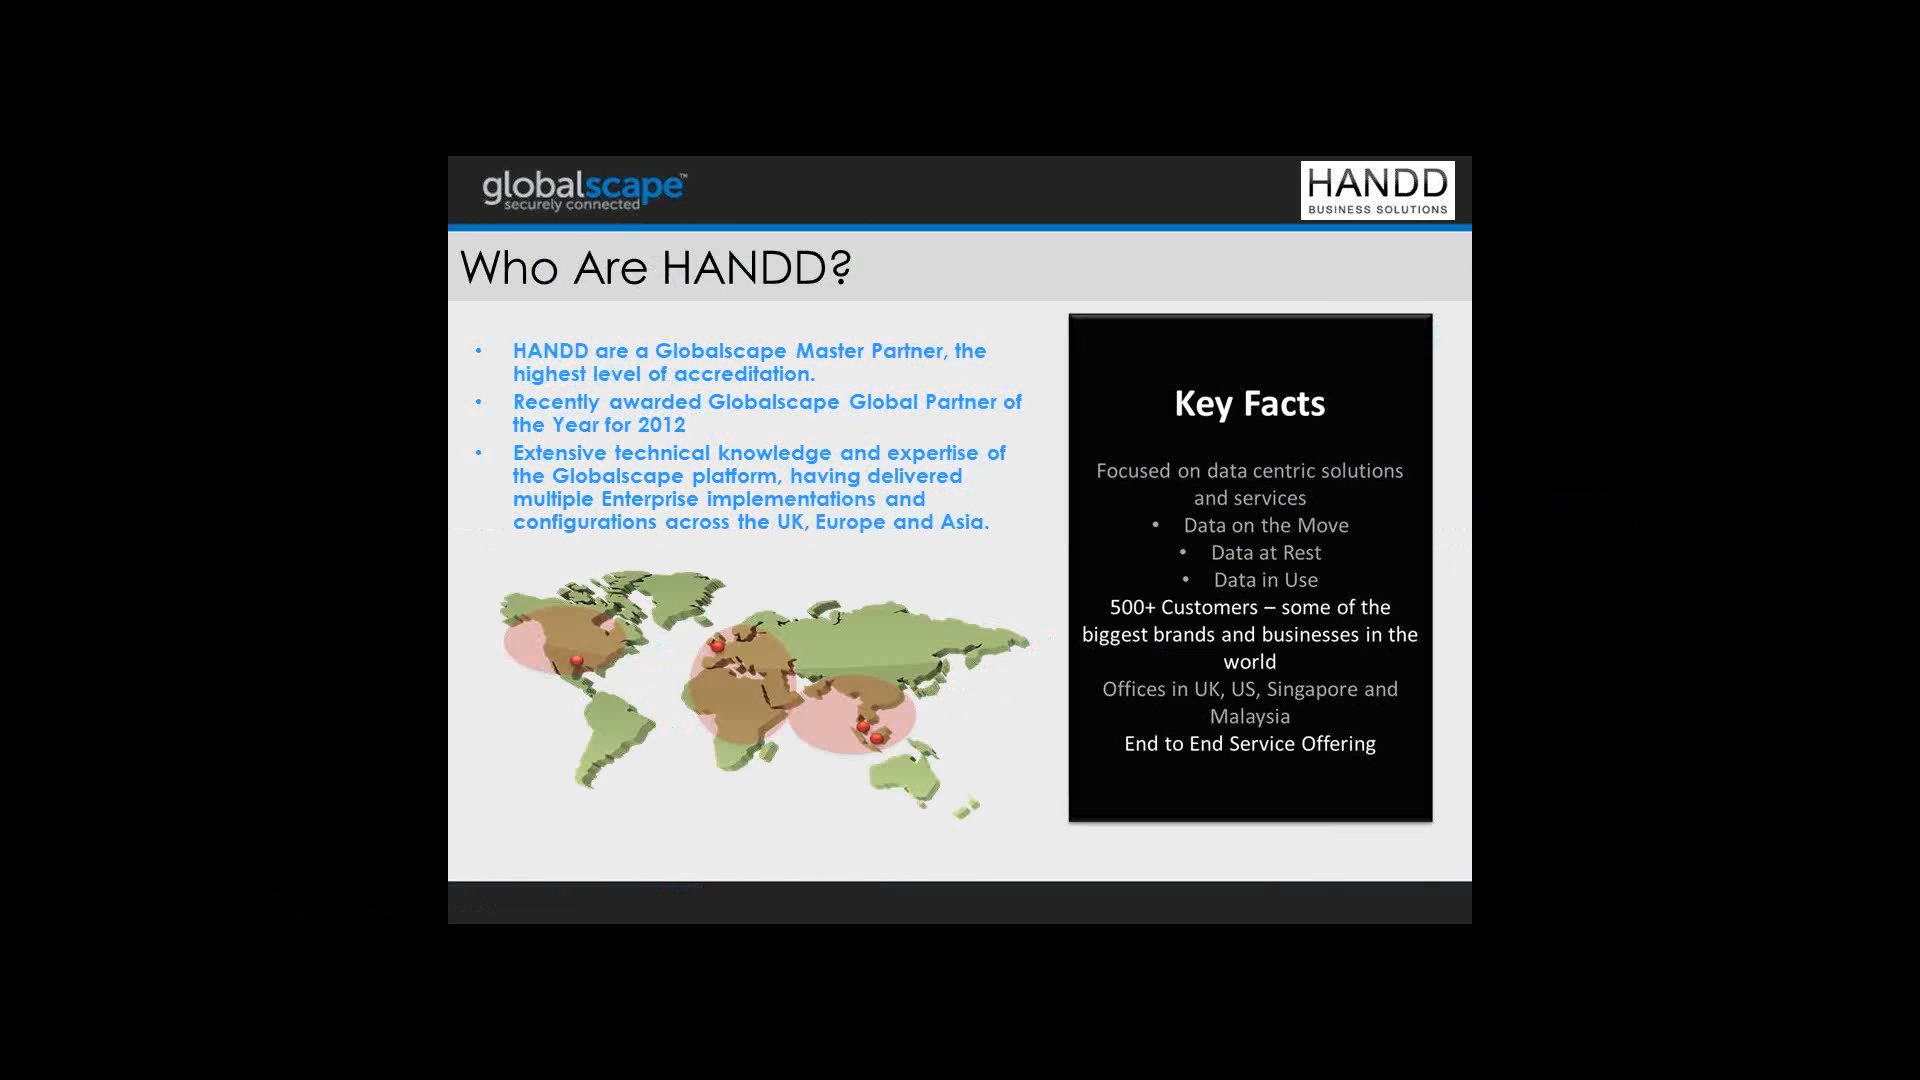 globalscape™
securely connected
HANDD
BUSINESS SOLUTIONS
Who Are HANDD?
• HANDD are a Globalscape Master Partner, the
highest level of accreditation.
• Recently awarded Globalscape Global Partner of
the Year for 2012
• Extensive technical knowledge and expertise of
the Globalscape platform, having delivered
multiple Enterprise implementations and
configurations across the UK, Europe and Asia.
Key Facts
Focused on data centric solutions
and services
• Data on the Move
• Data at Rest
• Data in Use
500+ Customers – some of the
biggest brands and businesses in the
world
Offices in UK, US, Singapore and
Malaysia
End to End Service Offering